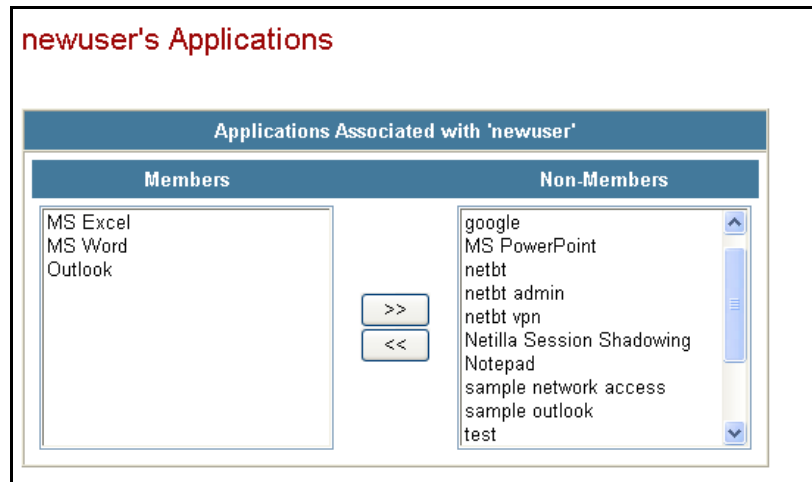 newuser's Applications
Applications Associated with 'newuser'
Members
Non-Members
MS Excel
MS Word
Outlook
>>
<<
google
MS PowerPoint
netbt
netbt admin
netbt vpn
Netilla Session Shadowing
Notepad
sample network access
sample outlook
test